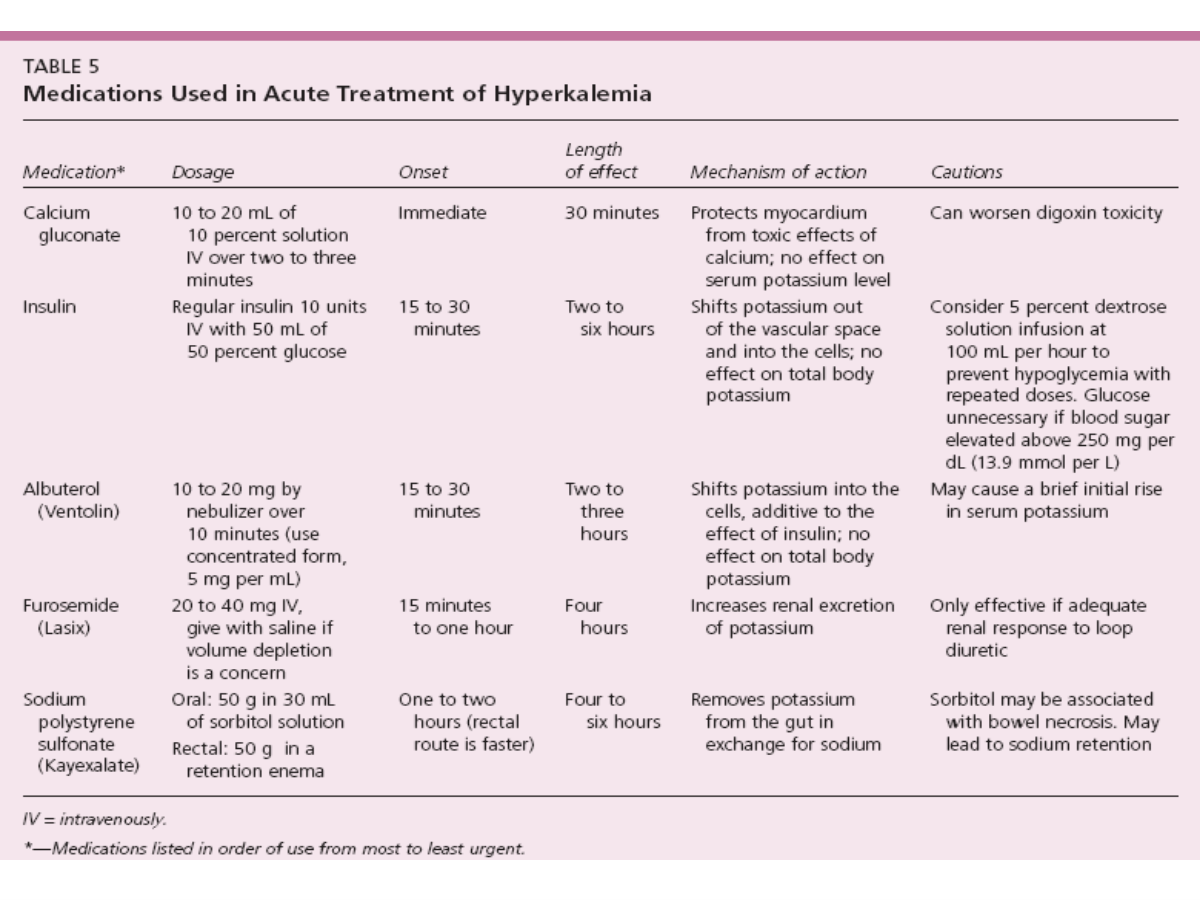 TABLE 5
Medications Used in Acute Treatment of Hyperkalemia
Length
Medication* Dosage Onset of effect Mechanism of action Cautions
Calcium 10 to 20 mL of Immediate 30 minutes Protects myocardium Can worsen digoxin toxicity
gluconate 10 percent solution from toxic effects of
IV over two to three calcium; no effect on
minutes serum potassium level
Insulin Regular insulin 10 units 15 to 30 Two to Shifts potassium out Consider 5 percent dextrose
IV with 50 mL of minutes six hours of the vascular space solution infusion at
50 percent glucose and into the cells; no 100 mL per hour to
effect on total body prevent hypoglycemia with
potassium repeated doses. Glucose
unnecessary if blood sugar
elevated above 250 mg per
dL (13.9 mmol per L)
Albuterol 10 to 20 mg by 15 to 30 Two to Shifts potassium into the May cause a brief initial rise
(Ventolin) nebulizer over minutes three cells, additive to the in serum potassium
10 minutes (use hours effect of insulin; no
concentrated form, effect on total body
5 mg per mL) potassium
Furosemide 20 to 40 mg IV, 15 minutes Four Increases renal excretion Only effective if adequate
(Lasix) give with saline if to one hour hours of potassium renal response to loop
volume depletion diuretic
is a concern
Sodium Oral: 50 g in 30 mL One to two Four to Removes potassium Sorbitol may be associated
polystyrene of sorbitol solution hours (rectal six hours from the gut in with bowel necrosis. May
sulfonate Rectal: 50 g in a route is faster) exchange for sodium lead to sodium retention
(Kayexalate) retention enema
IV = intravenously.
*—Medications listed in order of use from most to least urgent.